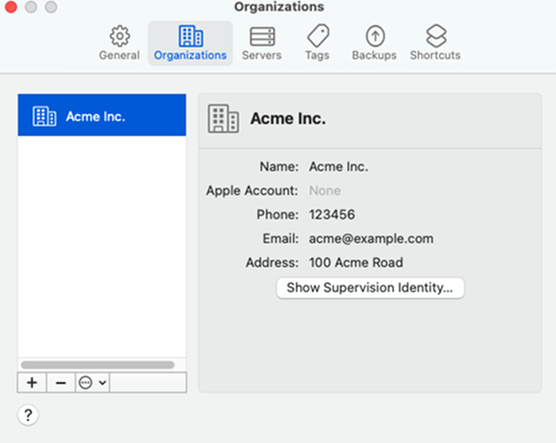 Organizations
General
Organizations
Servers
Tags
Backups
Shortcuts
Acme Inc.
Acme Inc.
Name: Acme Inc.
Apple Account: None
Phone: 123456
Email: acme@example.com
Address: 100 Acme Road
Show Supervision Identity...
+ −
?